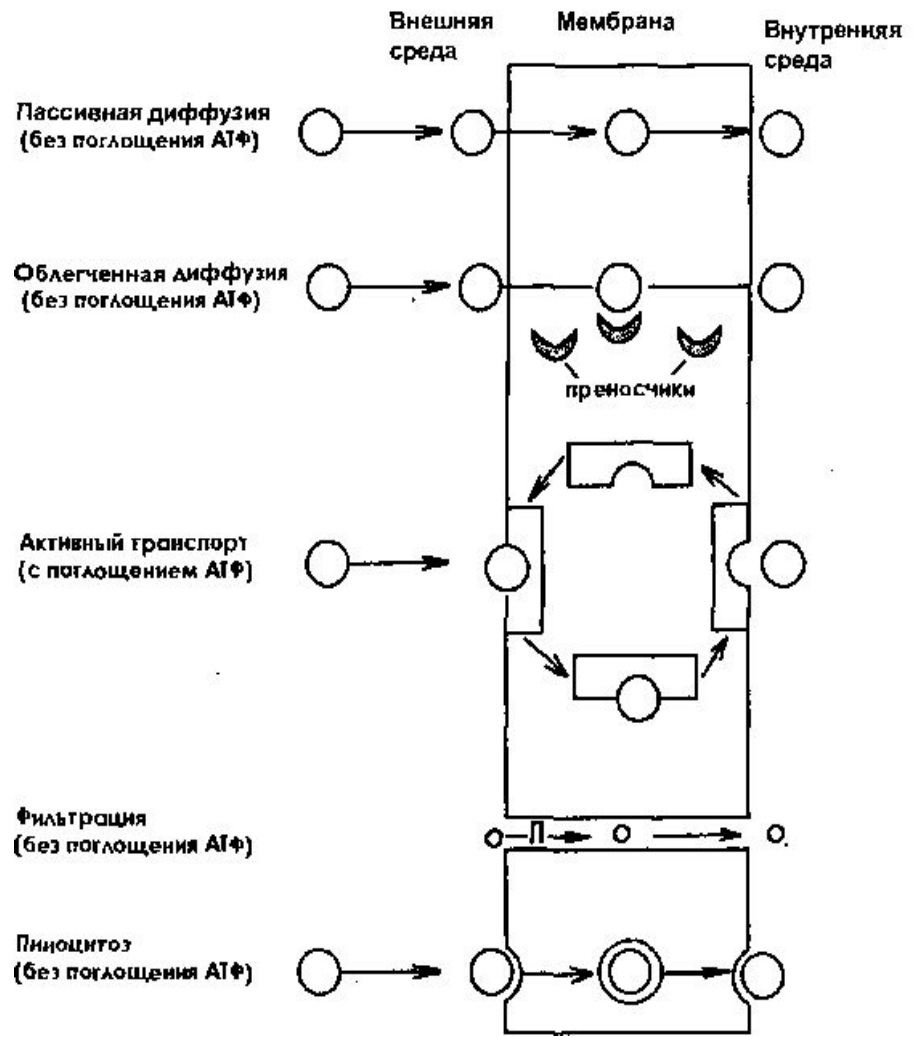 Внешняя
среда
Мембрана
Внутренняя
среда
Пассивная диффузия
(без поглощения АТФ)
Облегченная диффузия
(без поглощения АТФ)
преносчики
Активный транспорт
(с поглощением АТФ)
Фильтрация
(без поглощения АТФ)
П
Пиноцитоз
(без поглощения АТФ)